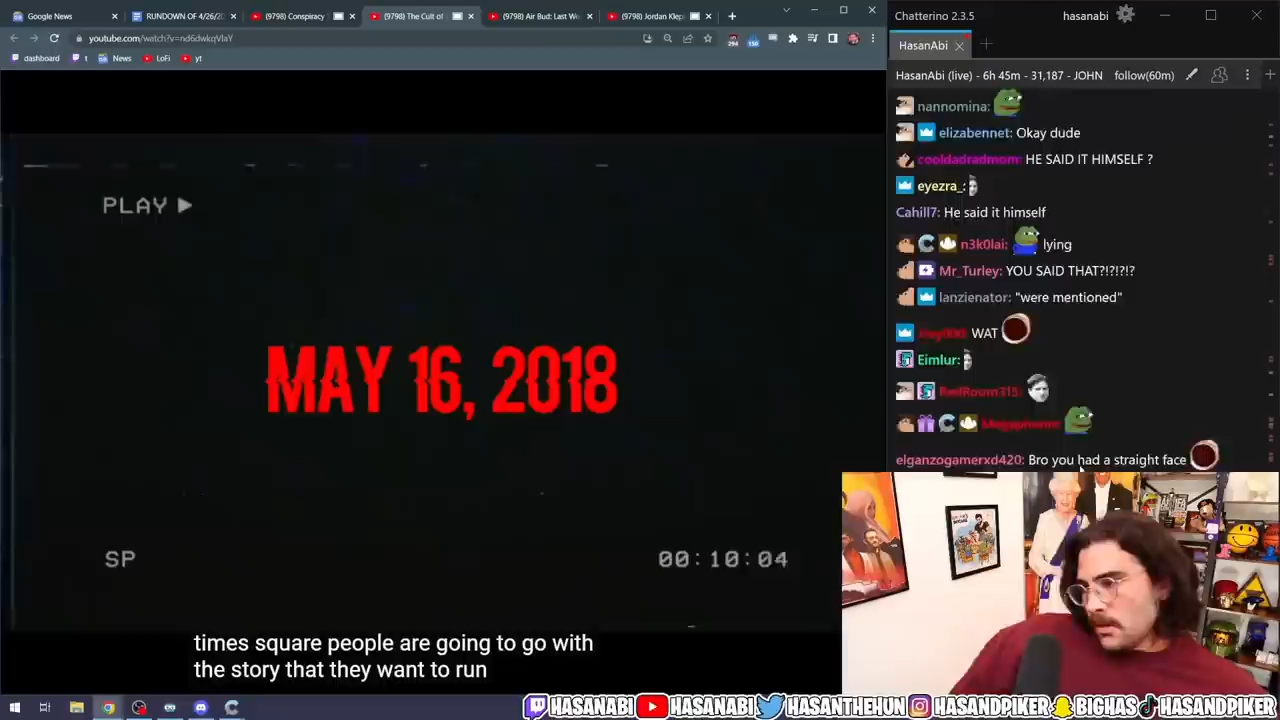 Google News
RUNDOWN OF 4/26/20
(9798) Conspiracy
(9798) The Cult of
(9798) Air Bud: Last We
(9798) Jordan Klep
youtube.com/watch?v=nd6dwkqVlaY
dashboard
t
News
LoFi
yt
PLAY
MAY 16, 2018
SP
00:10:04
times square people are going to go with
the story that they want to run
Chatterino 2.3.5
hasanabi
HasanAbi
HasanAbi (live) - 6h 45m - 31,187 - JOHN
follow(60m)
nannomina:
elizabennet: Okay dude
cooldadradmom: HE SAID IT HIMSELF ?
eyezra_:
Cahill7: He said it himself
n3k0lai: lying
Mr_Turley: YOU SAID THAT?!?!?!?
lanzienator: "were mentioned"
WAT
Eimlur:
RedRoom315:
Megaphonix:
elganzogamerxd420: Bro you had a straight face
HASANABI
HASANABI
HASANTHEHUN
HASANDPIKER
BIGHAS
HASANDPIKER